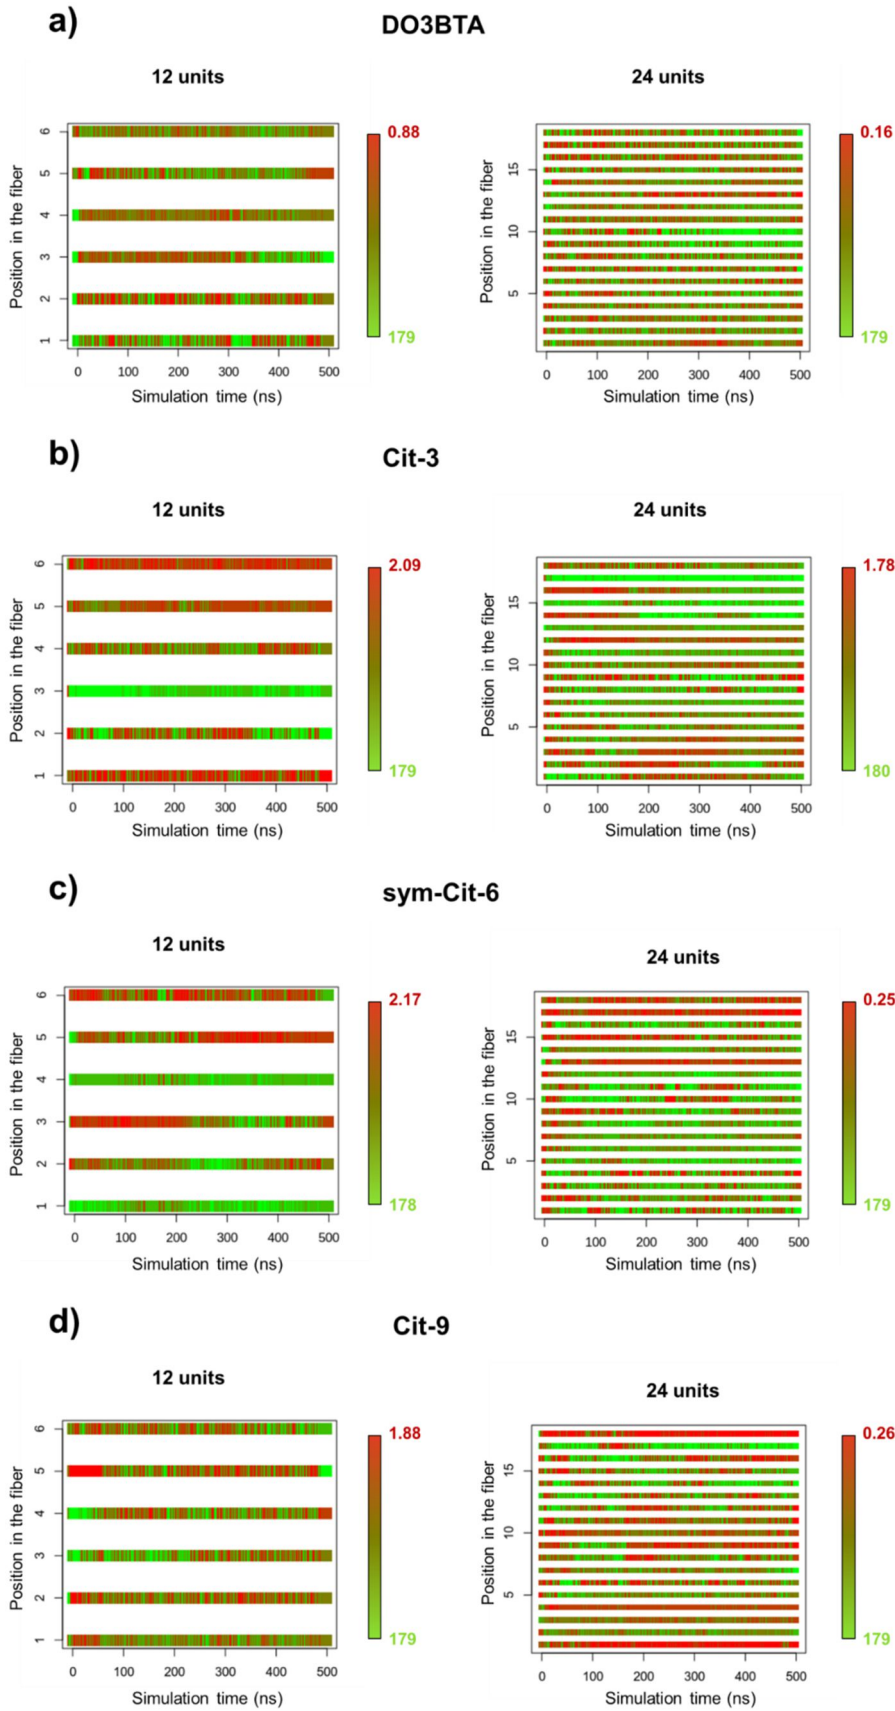 a)
DO3BTA
12 units
24 units
Position in the fiber
6
5
4
3
2
1
0 100 200 300 400 500
Simulation time (ns)
0.88
179
Position in the fiber
15
10
5
0 100 200 300 400 500
Simulation time (ns)
0.16
179
b)
Cit-3
12 units
24 units
Position in the fiber
6
5
4
3
2
1
0 100 200 300 400 500
Simulation time (ns)
2.09
179
Position in the fiber
15
10
5
0 100 200 300 400 500
Simulation time (ns)
1.78
180
c)
sym-Cit-6
12 units
24 units
Position in the fiber
6
5
4
3
2
1
0 100 200 300 400 500
Simulation time (ns)
2.17
178
Position in the fiber
15
10
5
0 100 200 300 400 500
Simulation time (ns)
0.25
179
d)
Cit-9
12 units
24 units
Position in the fiber
6
5
4
3
2
1
0 100 200 300 400 500
Simulation time (ns)
1.88
179
Position in the fiber
15
10
5
0 100 200 300 400 500
Simulation time (ns)
0.26
179